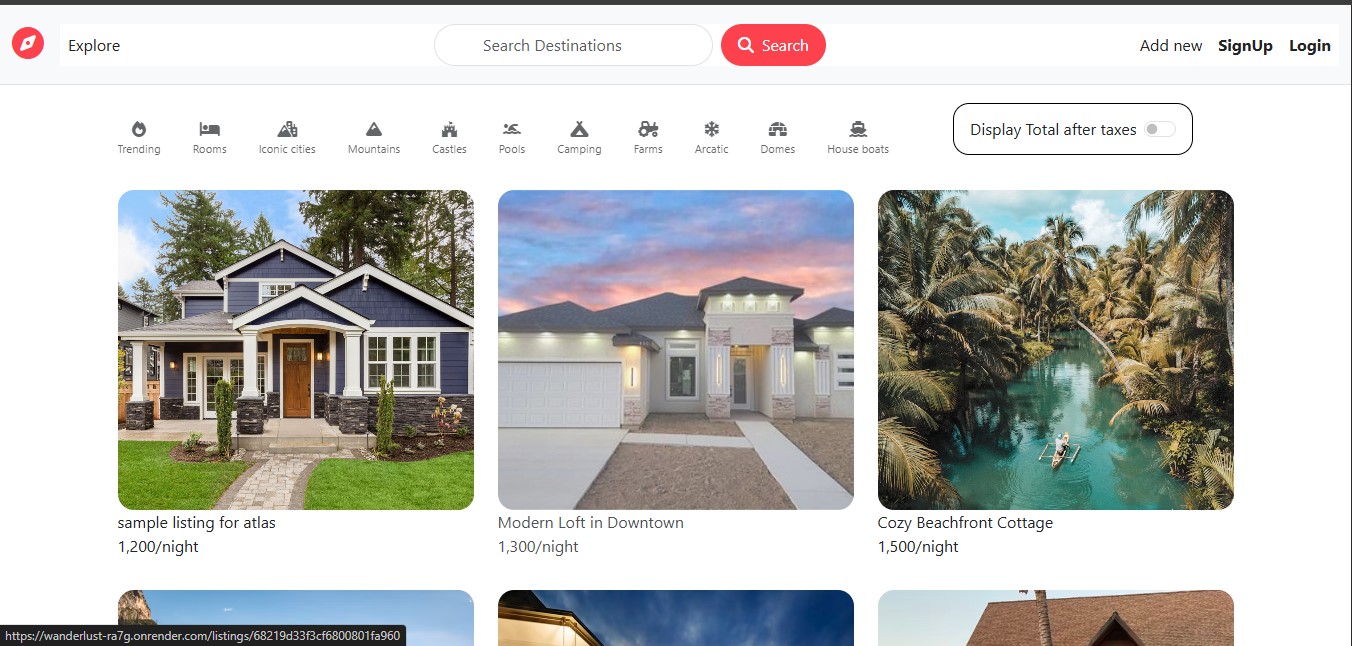 Explore
Search Destinations
Search
Add new SignUp Login
Trending Rooms Iconic cities Mountains Castles Pools Camping Farms Arcatic Domes House boats
Display Total after taxes
sample listing for atlas
1,200/night
Modern Loft in Downtown
1,300/night
Cozy Beachfront Cottage
1,500/night
https://wanderlust-ra7g.onrender.com/listings/68219d33f3cf6800801fa960